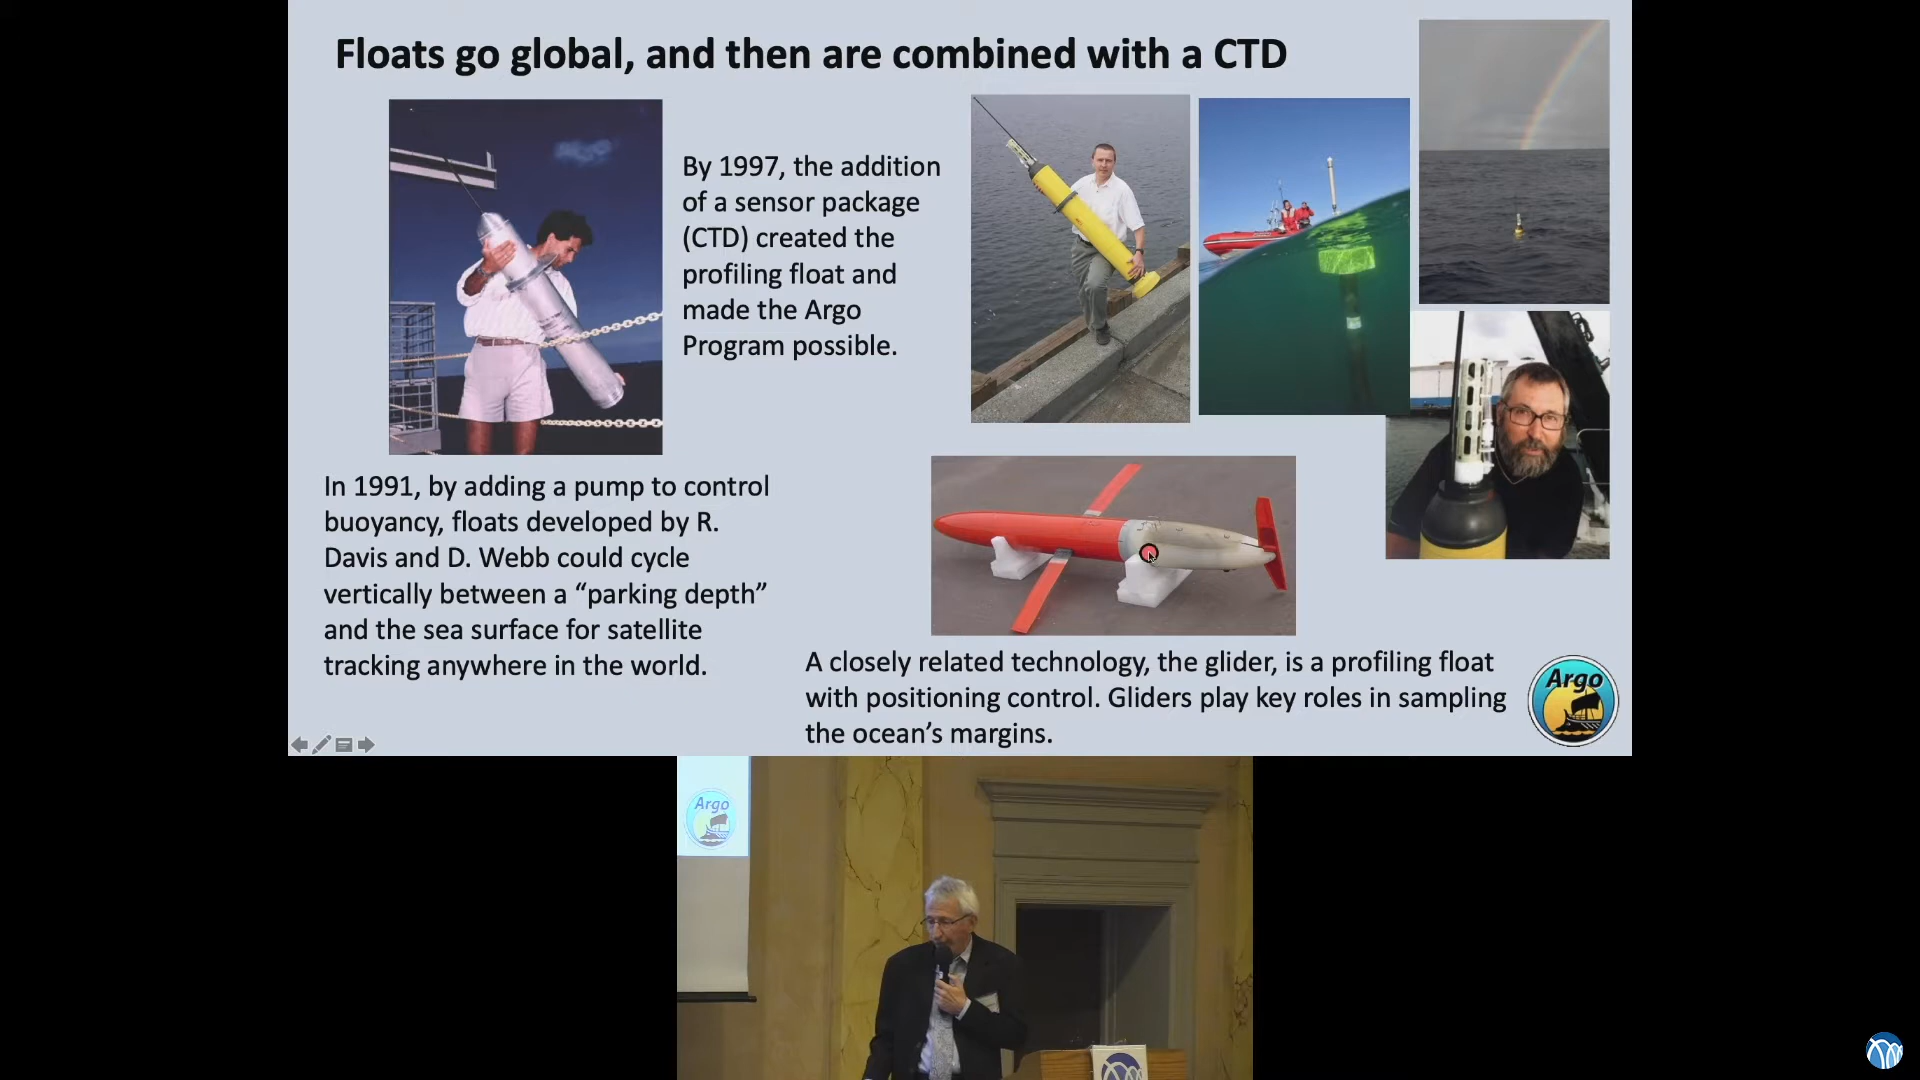 Floats go global, and then are combined with a CTD
By 1997, the addition
of a sensor package
(CTD) created the
profiling float and
made the Argo
Program possible.
In 1991, by adding a pump to control
buoyancy, floats developed by R.
Davis and D. Webb could cycle
vertically between a “parking depth”
and the sea surface for satellite
tracking anywhere in the world.
A closely related technology, the glider, is a profiling float
with positioning control. Gliders play key roles in sampling
the ocean’s margins.
Argo
Argo